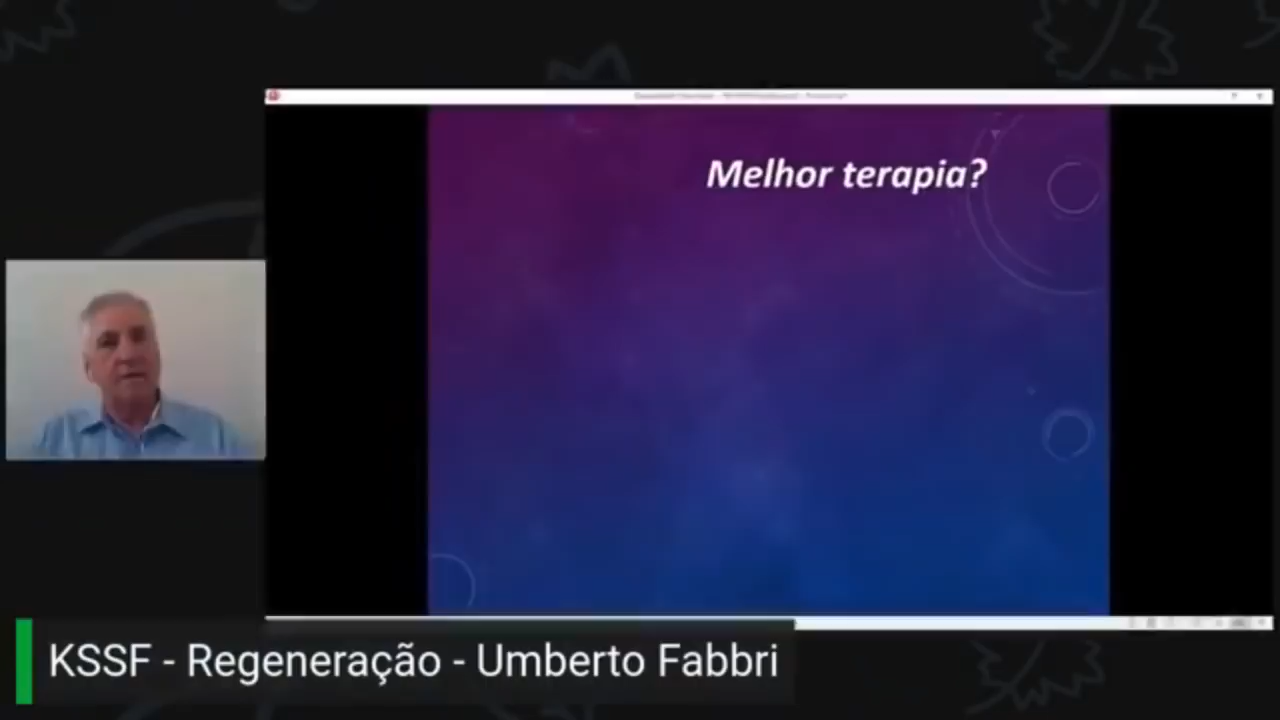 Melhor terapia?
KSSF - Regeneração - Umberto Fabbri